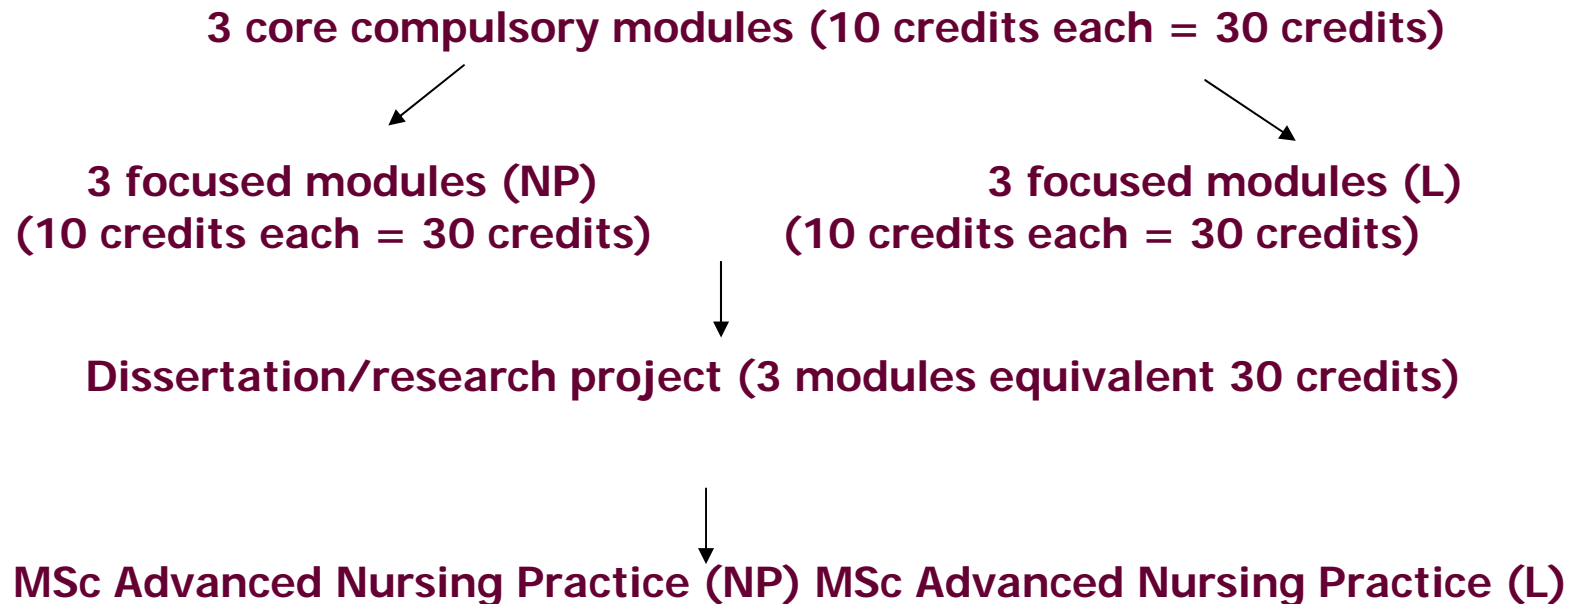 3 core compulsory modules (10 credits each = 30 credits)
3 focused modules (NP) 3 focused modules (L)
(10 credits each = 30 credits) (10 credits each = 30 credits)
Dissertation/research project (3 modules equivalent 30 credits)
MSc Advanced Nursing Practice (NP) MSc Advanced Nursing Practice (L)